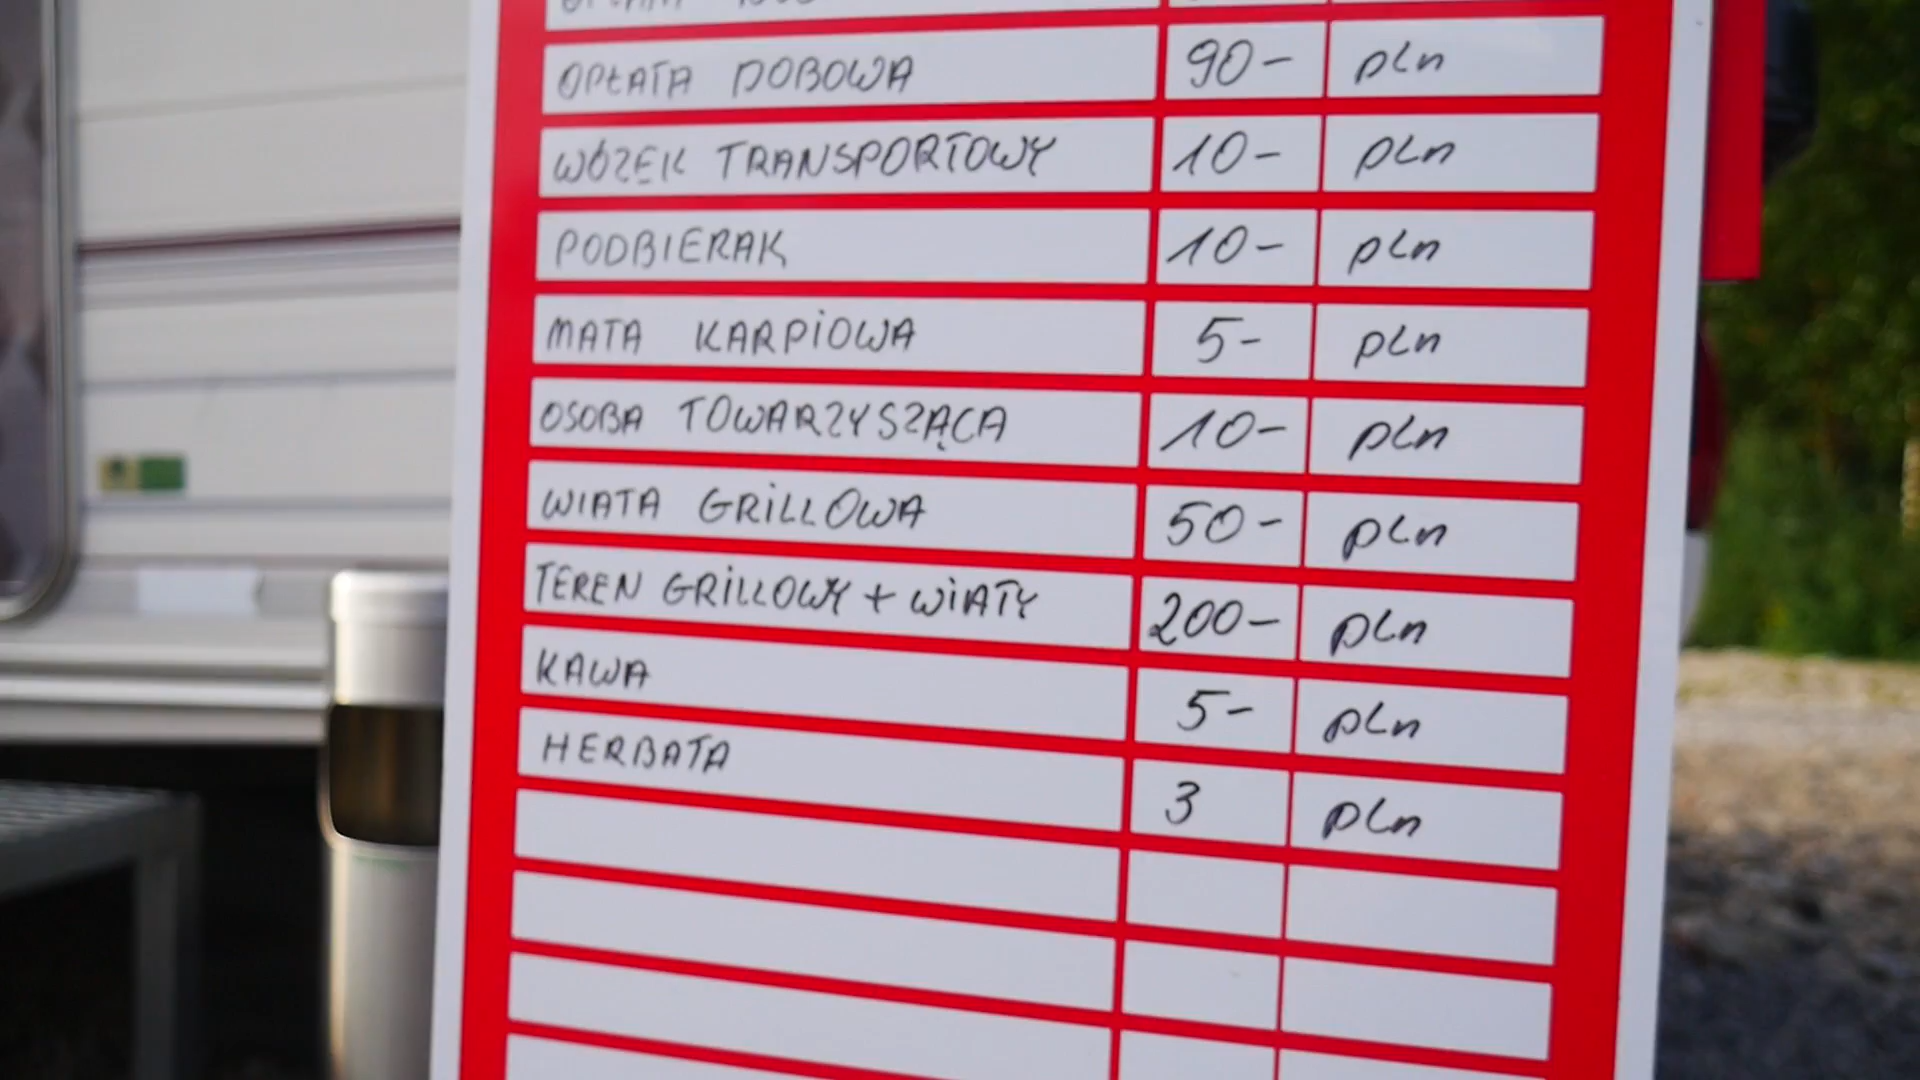 OPŁATA DOBOWA 90- pln
WÓZEK TRANSPORTOWY 10- pln
PODBIERAK 10- pln
MATA KARPIOWA 5- pln
OSOBA TOWARZYSZĄCA 10- pln
WIATA GRILLOWA 50- pln
TEREN GRILLOWY + WIATY 200- pln
KAWA 5- pln
HERBATA 3 pln